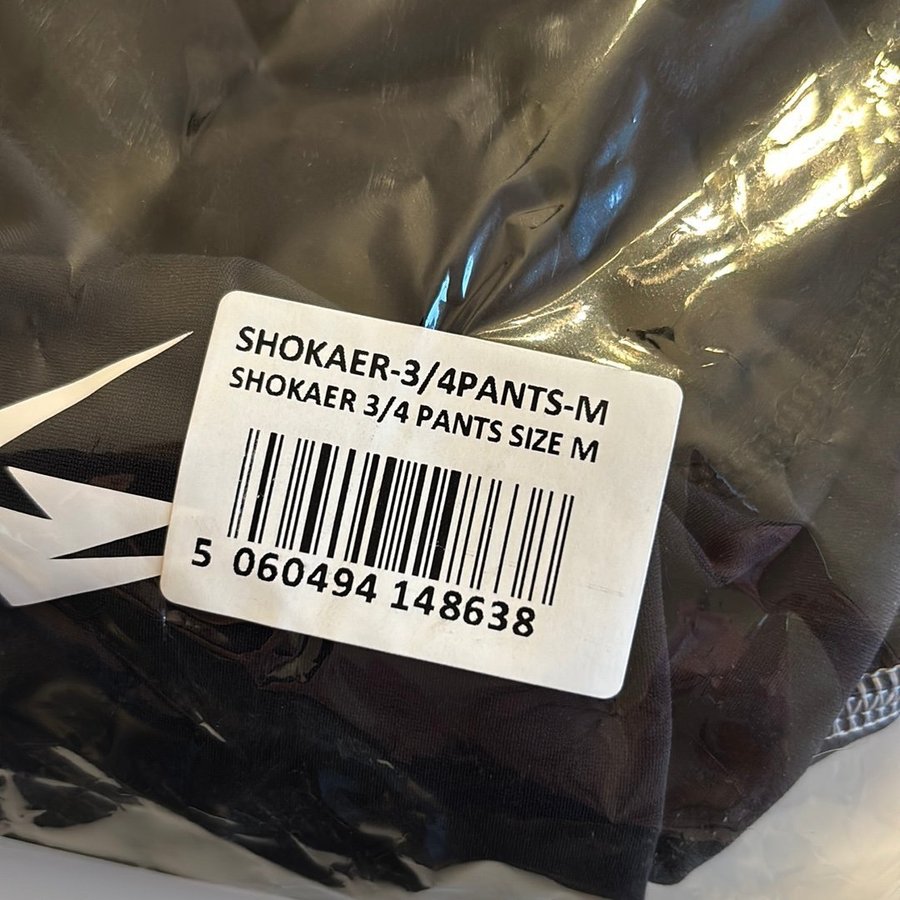 SHOKAER-3/4PANTS-M
SHOKAER 3/4 PANTS SIZE M
5 060494 148638